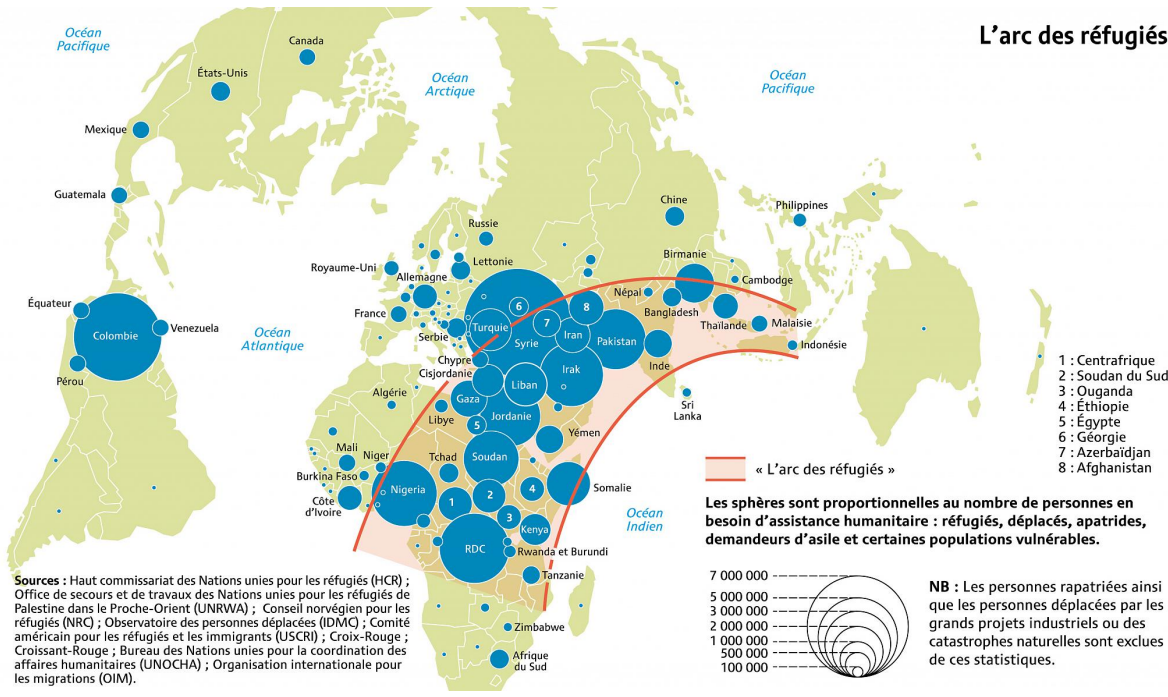 L'arc des réfugiés
Océan
Pacifique
Canada
États-Unis
Océan
Arctique
Océan
Pacifique
Mexique
Guatemala
Chine
Philippines
Russie
Royaume-Uni
Lettonie
Allemagne
Birmanie
Cambodge
Népal
Bangladesh
Thaïlande
Malaisie
Indonésie
Équateur
Colombie
Venezuela
Pérou
Océan
Atlantique
France
Serbie
Turquie
6
7
8
Syrie
Iran
Pakistan
Inde
Chypre
Cisjordanie
Liban
Irak
Sri
Lanka
Algérie
Gaza
Libye
Jordanie
5
Yémen
Mali
Niger
Tchad
Soudan
Burkina Faso
Nigeria
1
2
4
Somalie
Côte
d'Ivoire
3
Kenya
Océan
Indien
RDC
Rwanda et Burundi
Tanzanie
Zimbabwe
Afrique
du Sud
1 : Centrafrique
2 : Soudan du Sud
3 : Ouganda
4 : Éthiopie
5 : Égypte
6 : Géorgie
7 : Azerbaïdjan
8 : Afghanistan
« L'arc des réfugiés »
Les sphères sont proportionnelles au nombre de personnes en
besoin d'assistance humanitaire : réfugiés, déplacés, apatrides,
demandeurs d'asile et certaines populations vulnérables.
7 000 000
5 000 000
3 000 000
2 000 000
1 000 000
500 000
100 000
NB : Les personnes rapatriées ainsi
que les personnes déplacées par les
grands projets industriels ou des
catastrophes naturelles sont exclues
de ces statistiques.
Sources : Haut commissariat des Nations unies pour les réfugiés (HCR) ;
Office de secours et de travaux des Nations unies pour les réfugiés de
Palestine dans le Proche-Orient (UNRWA) ; Conseil norvégien pour les
réfugiés (NRC) ; Observatoire des personnes déplacées (IDMC) ; Comité
américain pour les réfugiés et les immigrants (USCRI) ; Croix-Rouge ;
Croissant-Rouge ; Bureau des Nations unies pour la coordination des
affaires humanitaires (UNOCHA) ; Organisation internationale pour
les migrations (OIM).